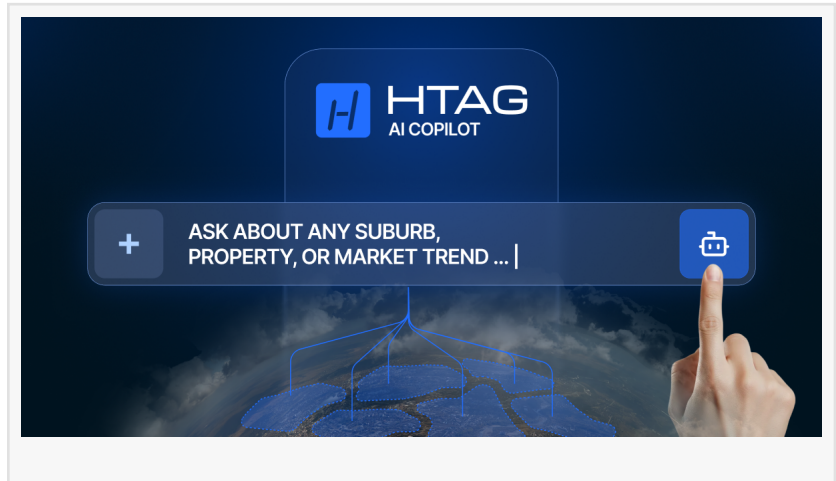 HTAG
AI COPILOT
ASK ABOUT ANY SUBURB,
PROPERTY, OR MARKET TREND ...